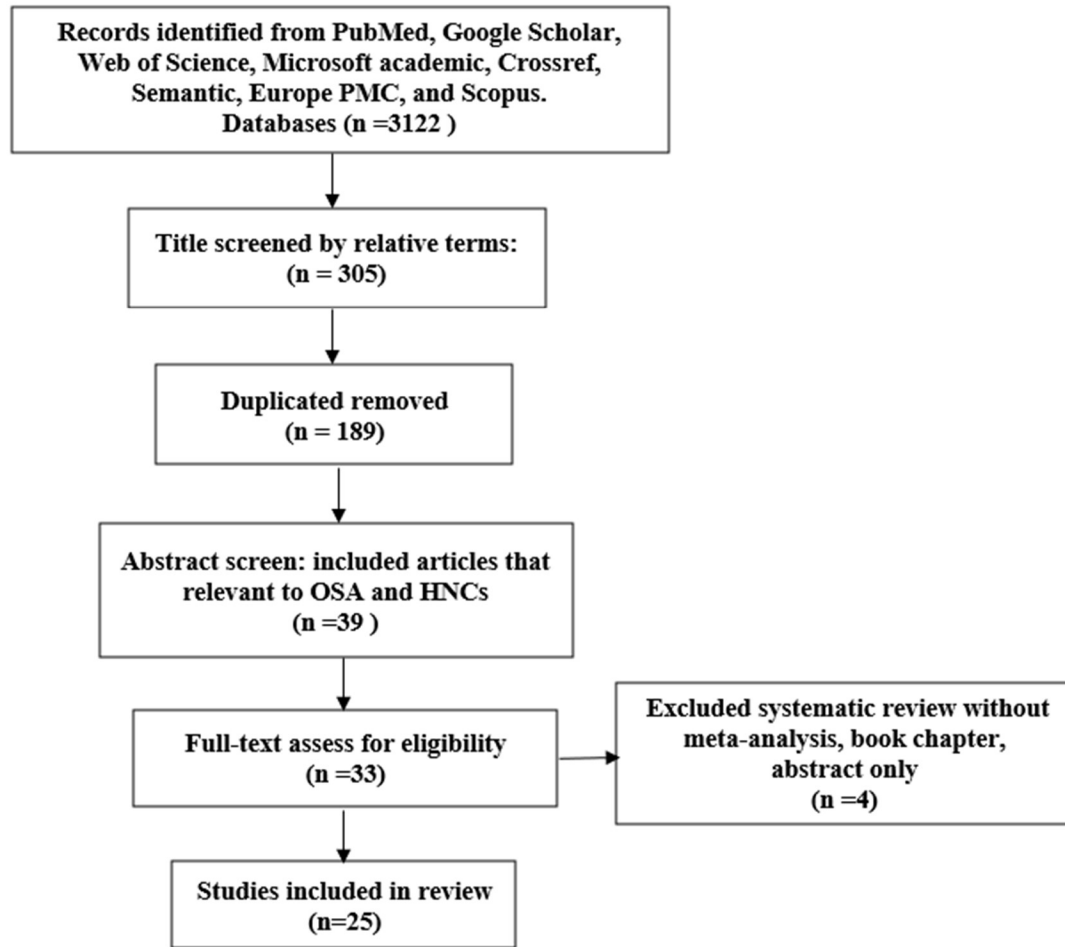 Records identified from PubMed, Google Scholar,
Web of Science, Microsoft academic, Crossref,
Semantic, Europe PMC, and Scopus.
Databases (n =3122 )
Title screened by relative terms:
(n = 305)
Duplicated removed
(n = 189)
Abstract screen: included articles that
relevant to OSA and HNCs
(n =39 )
Full-text assess for eligibility
(n =33)
Excluded systematic review without
meta-analysis, book chapter,
abstract only
(n =4)
Studies included in review
(n=25)